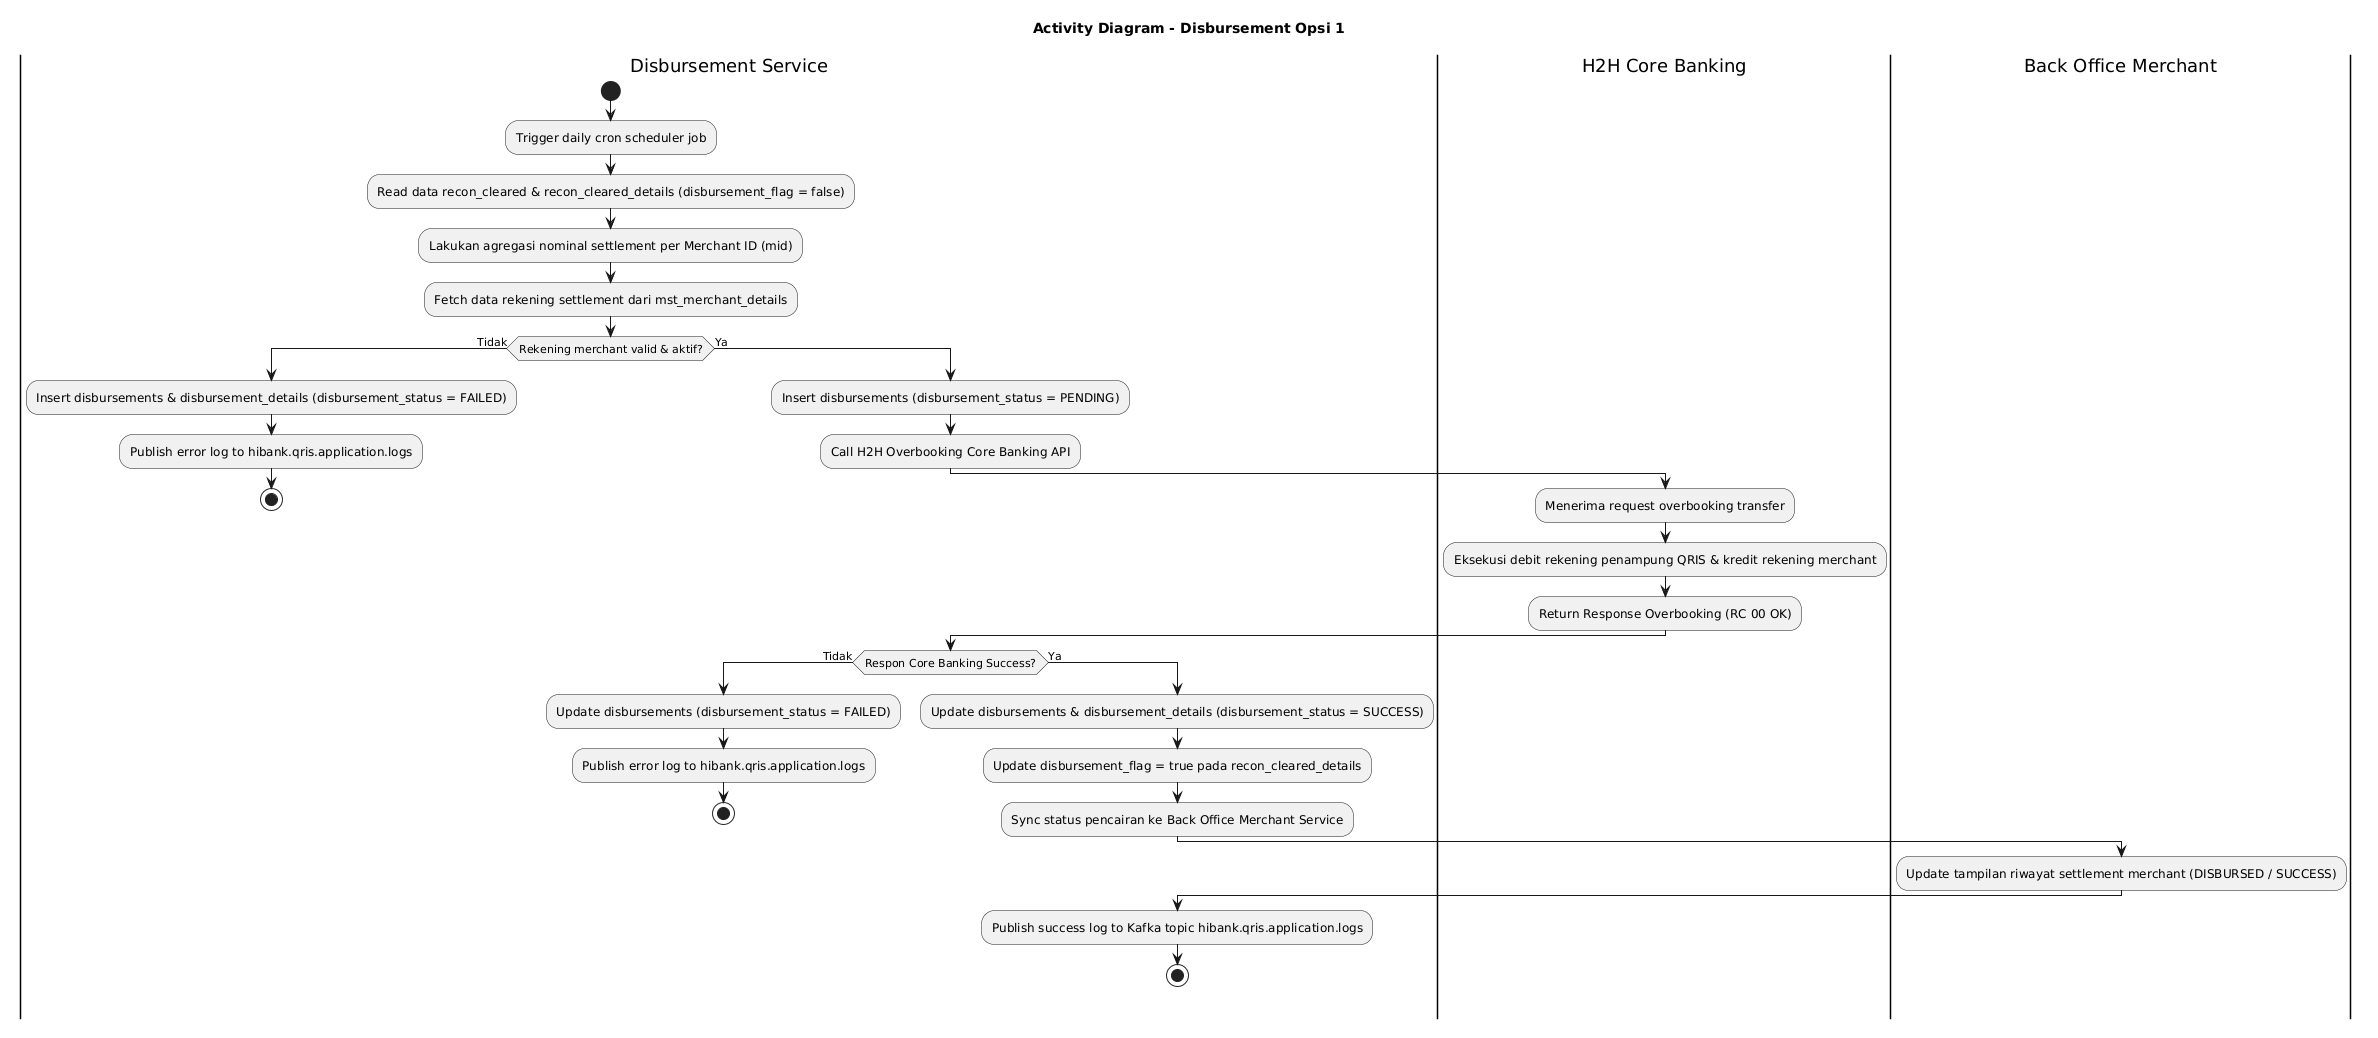 Activity Diagram - Disbursement Opsi 1
Disbursement Service
H2H Core Banking
Back Office Merchant
Trigger daily cron scheduler job
Read data recon_cleared & recon_cleared_details (disbursement_flag = false)
Lakukan agregasi nominal settlement per Merchant ID (mid)
Fetch data rekening settlement dari mst_merchant_details
Tidak
Rekening merchant valid & aktif?
Ya
Insert disbursements & disbursement_details (disbursement_status = FAILED)
Insert disbursements (disbursement_status = PENDING)
Publish error log to hibank.qris.application.logs
Call H2H Overbooking Core Banking API
Menerima request overbooking transfer
Eksekusi debit rekening penampung QRIS & kredit rekening merchant
Return Response Overbooking (RC 00 OK)
Tidak
Respon Core Banking Success?
Ya
Update disbursements (disbursement_status = FAILED)
Update disbursements & disbursement_details (disbursement_status = SUCCESS)
Publish error log to hibank.qris.application.logs
Update disbursement_flag = true pada recon_cleared_details
Sync status pencairan ke Back Office Merchant Service
Update tampilan riwayat settlement merchant (DISBURSED / SUCCESS)
Publish success log to Kafka topic hibank.qris.application.logs